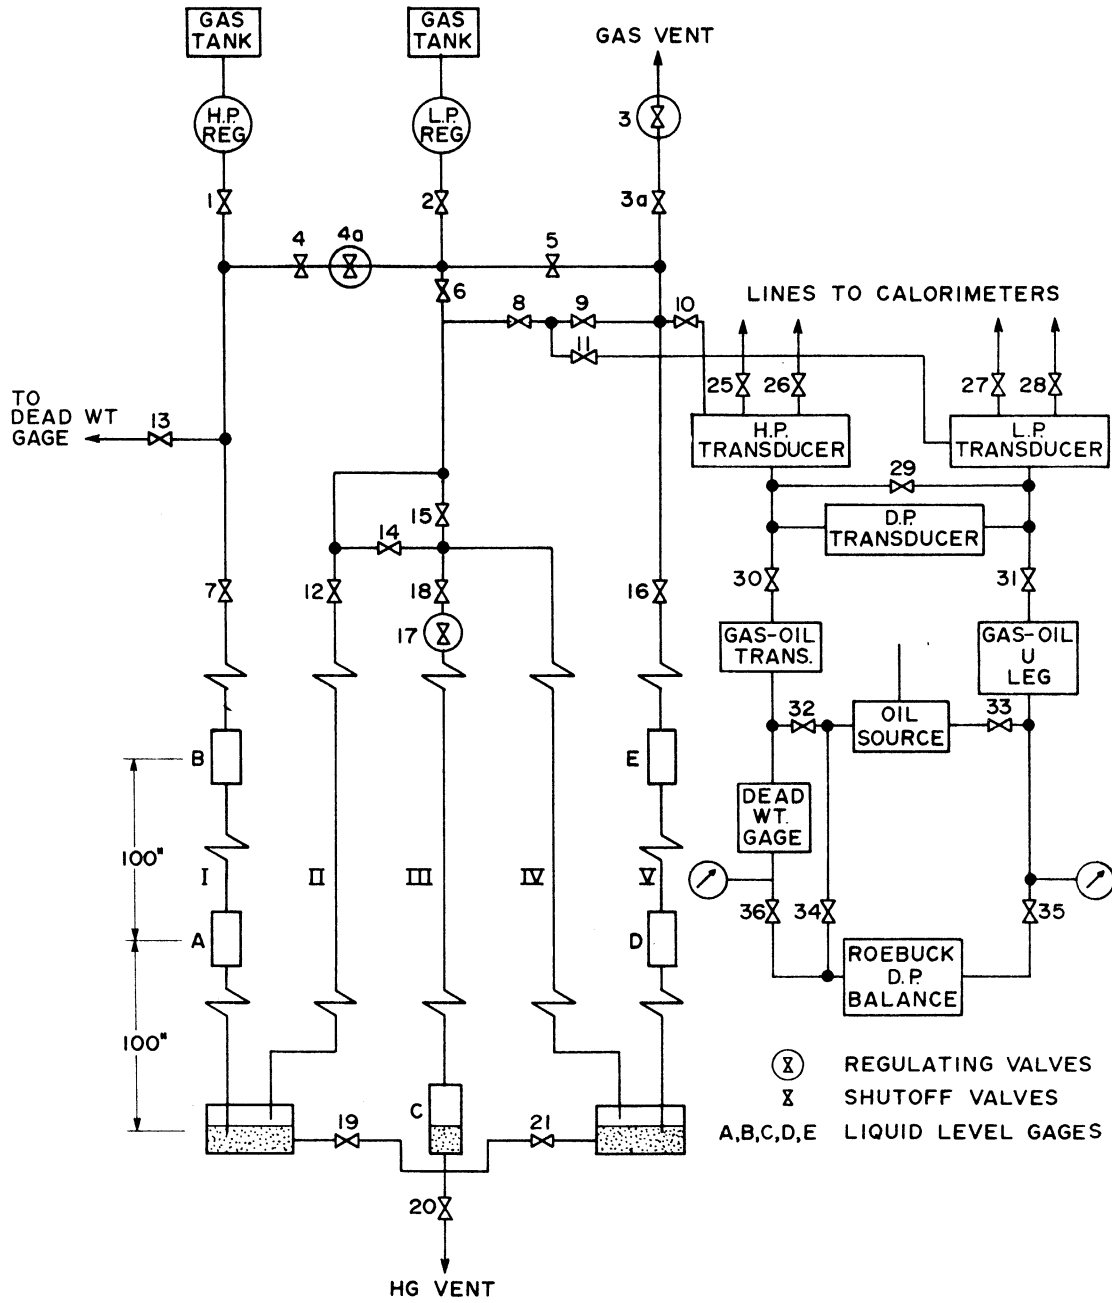 GAS
TANK
GAS
TANK
GAS VENT
H.P.
REG
L.P.
REG
3
1
2
3a
4
4a
5
6
8
9
10
11
LINES TO CALORIMETERS
25
26
27
28
TO
DEAD WT
GAGE
13
H.P.
TRANSDUCER
L.P.
TRANSDUCER
29
15
14
D.P.
TRANSDUCER
7
12
18
16
30
31
17
GAS-OIL
TRANS.
GAS-OIL
U
LEG
32
OIL
SOURCE
33
B
E
DEAD
WT.
GAGE
100"
I
II
III
IV
V
36
34
35
A
D
ROEBUCK
D.P.
BALANCE
100"
REGULATING VALVES
SHUTOFF VALVES
A,B,C,D,E LIQUID LEVEL GAGES
C
19
21
20
HG VENT